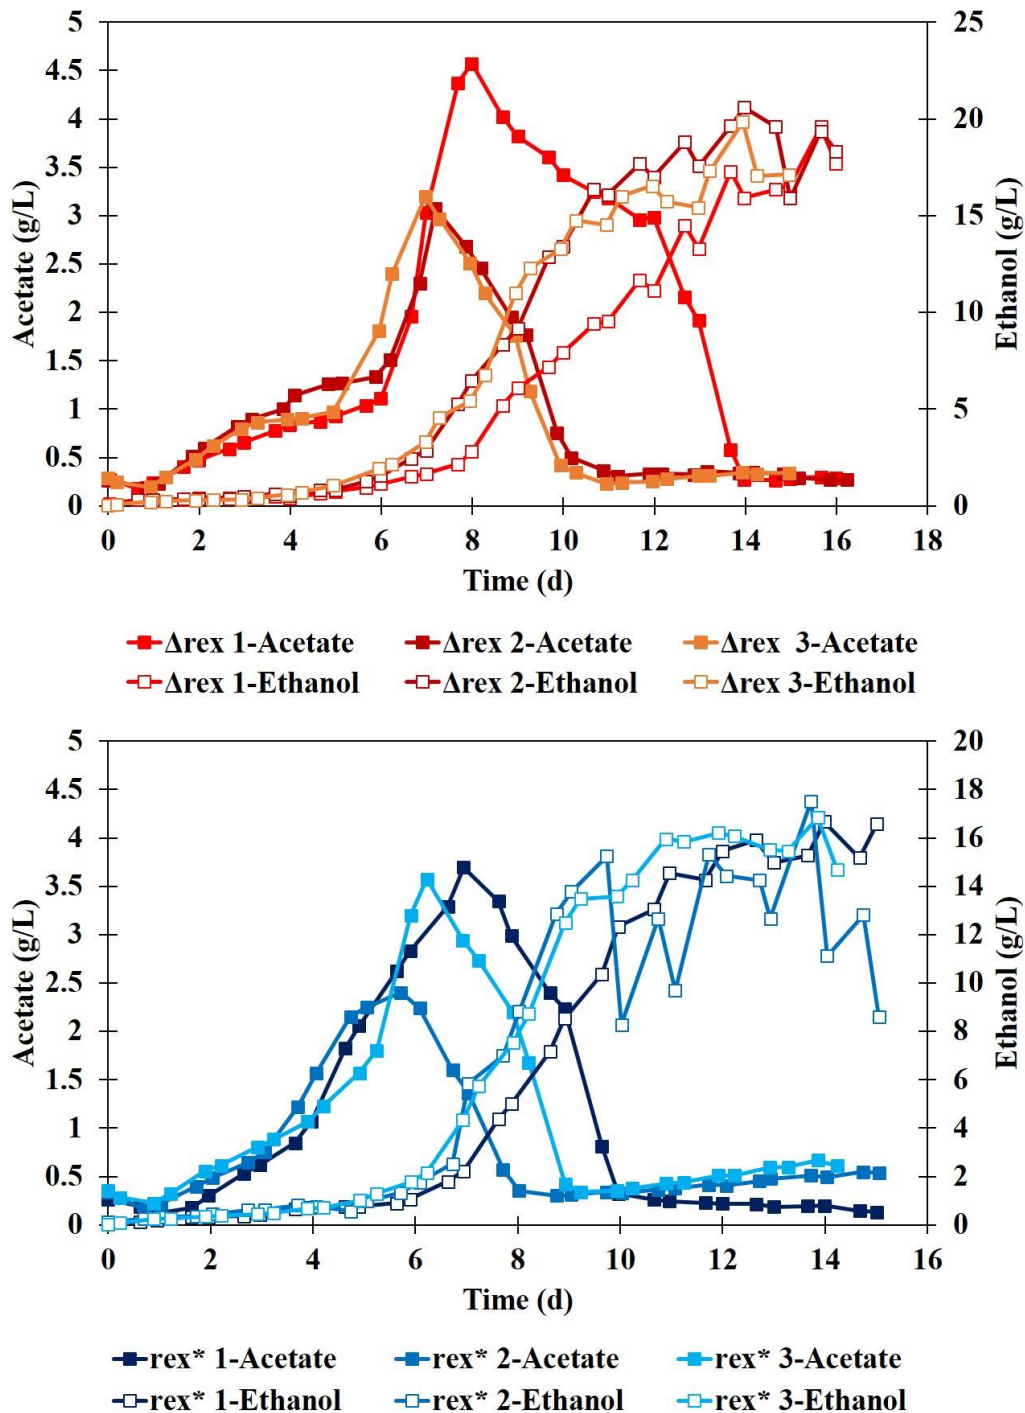 5 25
4.5
4 20
3.5
3 15
2.5
2 10
1.5
1 5
0.5
0 0
Acetate (g/L)
Ethanol (g/L)
0 2 4 6 8 10 12 14 16 18
Time (d)
Δrex 1-Acetate Δrex 2-Acetate Δrex 3-Acetate
Δrex 1-Ethanol Δrex 2-Ethanol Δrex 3-Ethanol
5 20
4.5 18
4 16
3.5 14
3 12
2.5 10
2 8
1.5 6
1 4
0.5 2
0 0
Acetate (g/L)
Ethanol (g/L)
0 2 4 6 8 10 12 14 16
Time (d)
rex* 1-Acetate rex* 2-Acetate rex* 3-Acetate
rex* 1-Ethanol rex* 2-Ethanol rex* 3-Ethanol